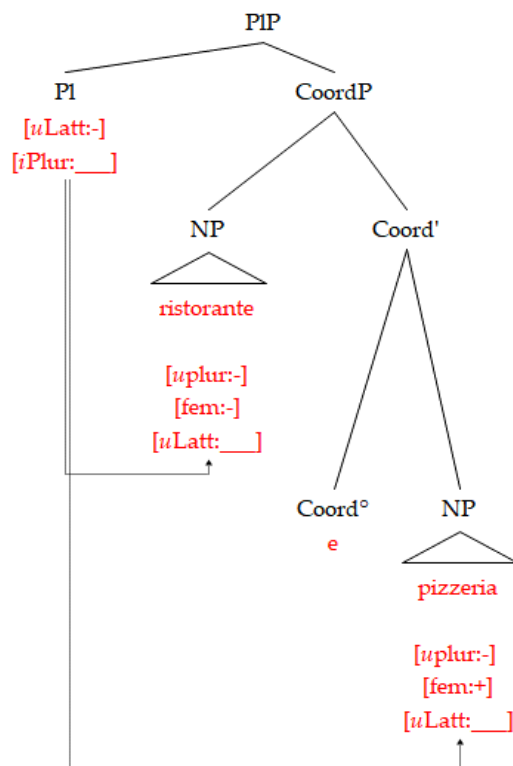 PlP
Pl CoordP
[uLatt:-]
[iPlur:___]
NP Coord'
ristorante
[uplur:-]
[fem:-]
[uLatt:___]
Coord° NP
e
pizzeria
[uplur:-]
[fem:+]
[uLatt:___]